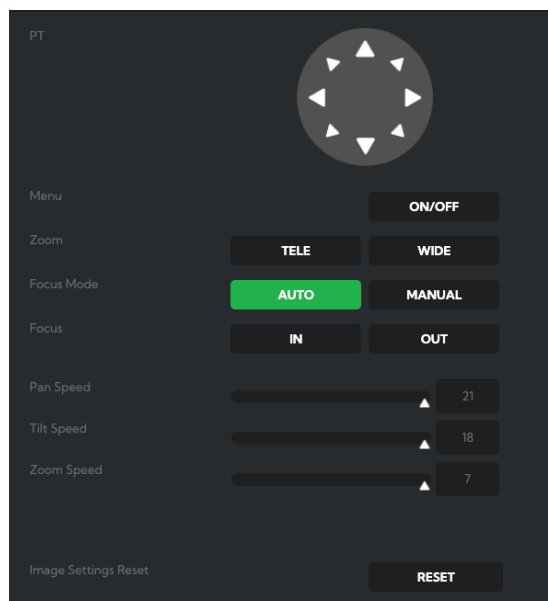 PT
Menu ON/OFF
Zoom TELE WIDE
Focus Mode AUTO MANUAL
Focus IN OUT
Pan Speed 21
Tilt Speed 18
Zoom Speed 7
Image Settings Reset RESET